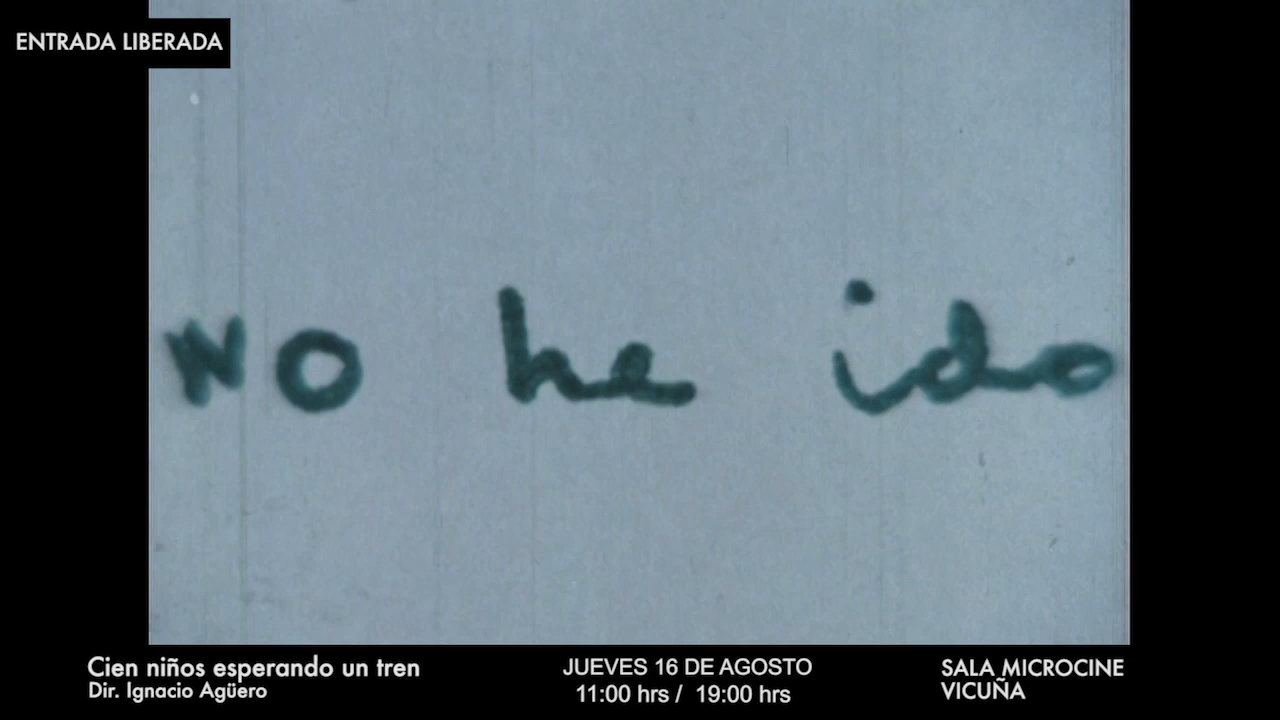 ENTRADA LIBERADA
No he ido
Cien niños esperando un tren
Dir. Ignacio Agüero
JUEVES 16 DE AGOSTO
11:00 hrs / 19:00 hrs
SALA MICROCINE
VICUÑA